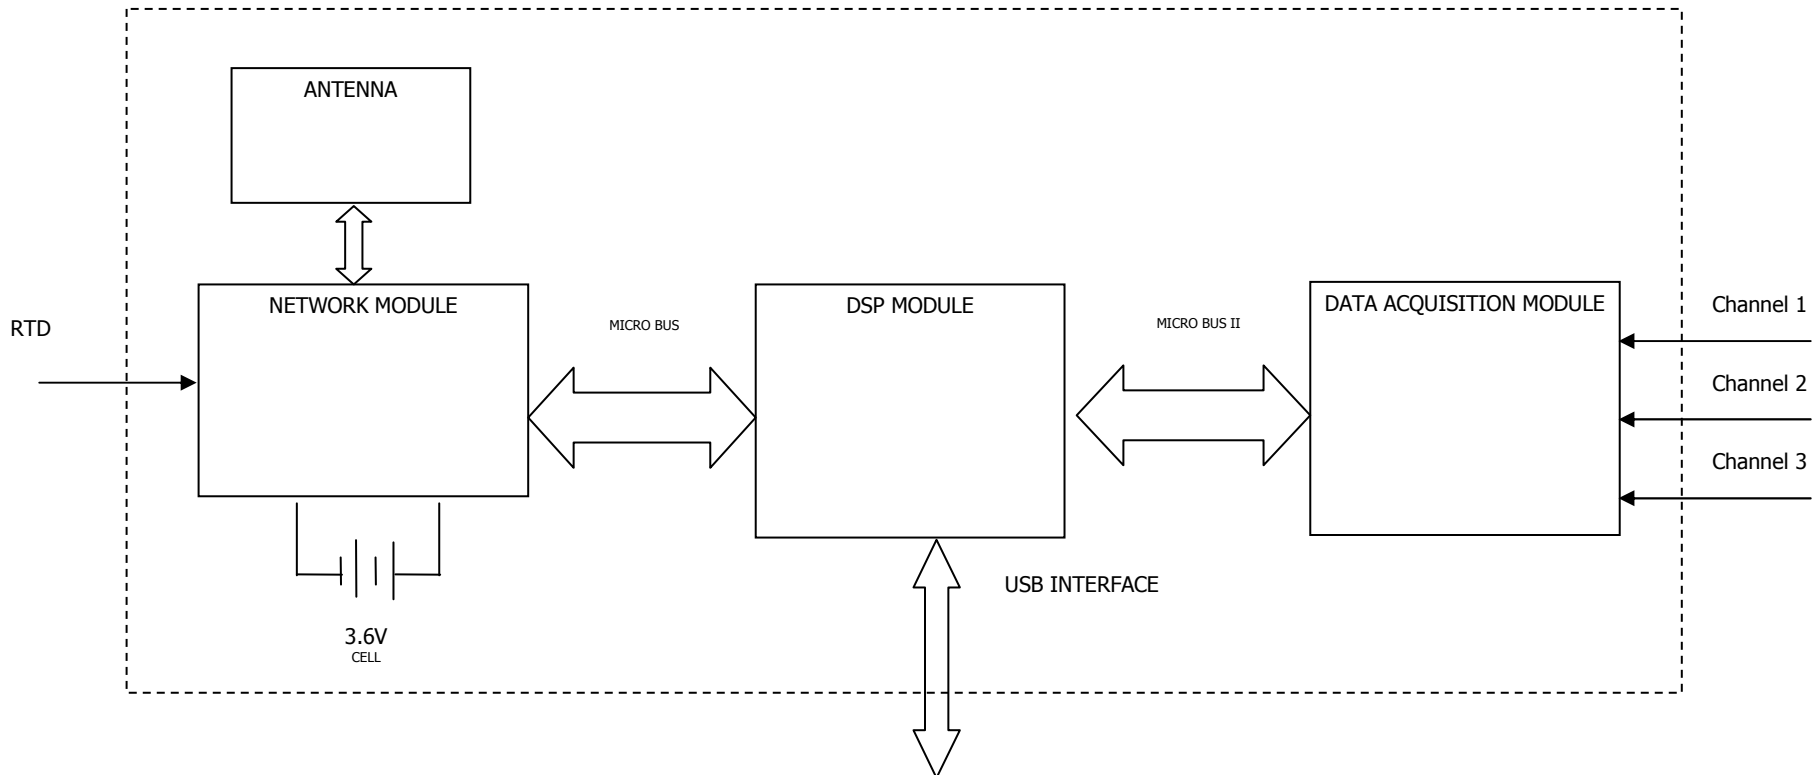 ANTENNA
NETWORK MODULE
DSP MODULE
DATA ACQUISITION MODULE
Channel 1
RTD
MICRO BUS
MICRO BUS II
Channel 2
Channel 3
USB INTERFACE
3.6V
CELL